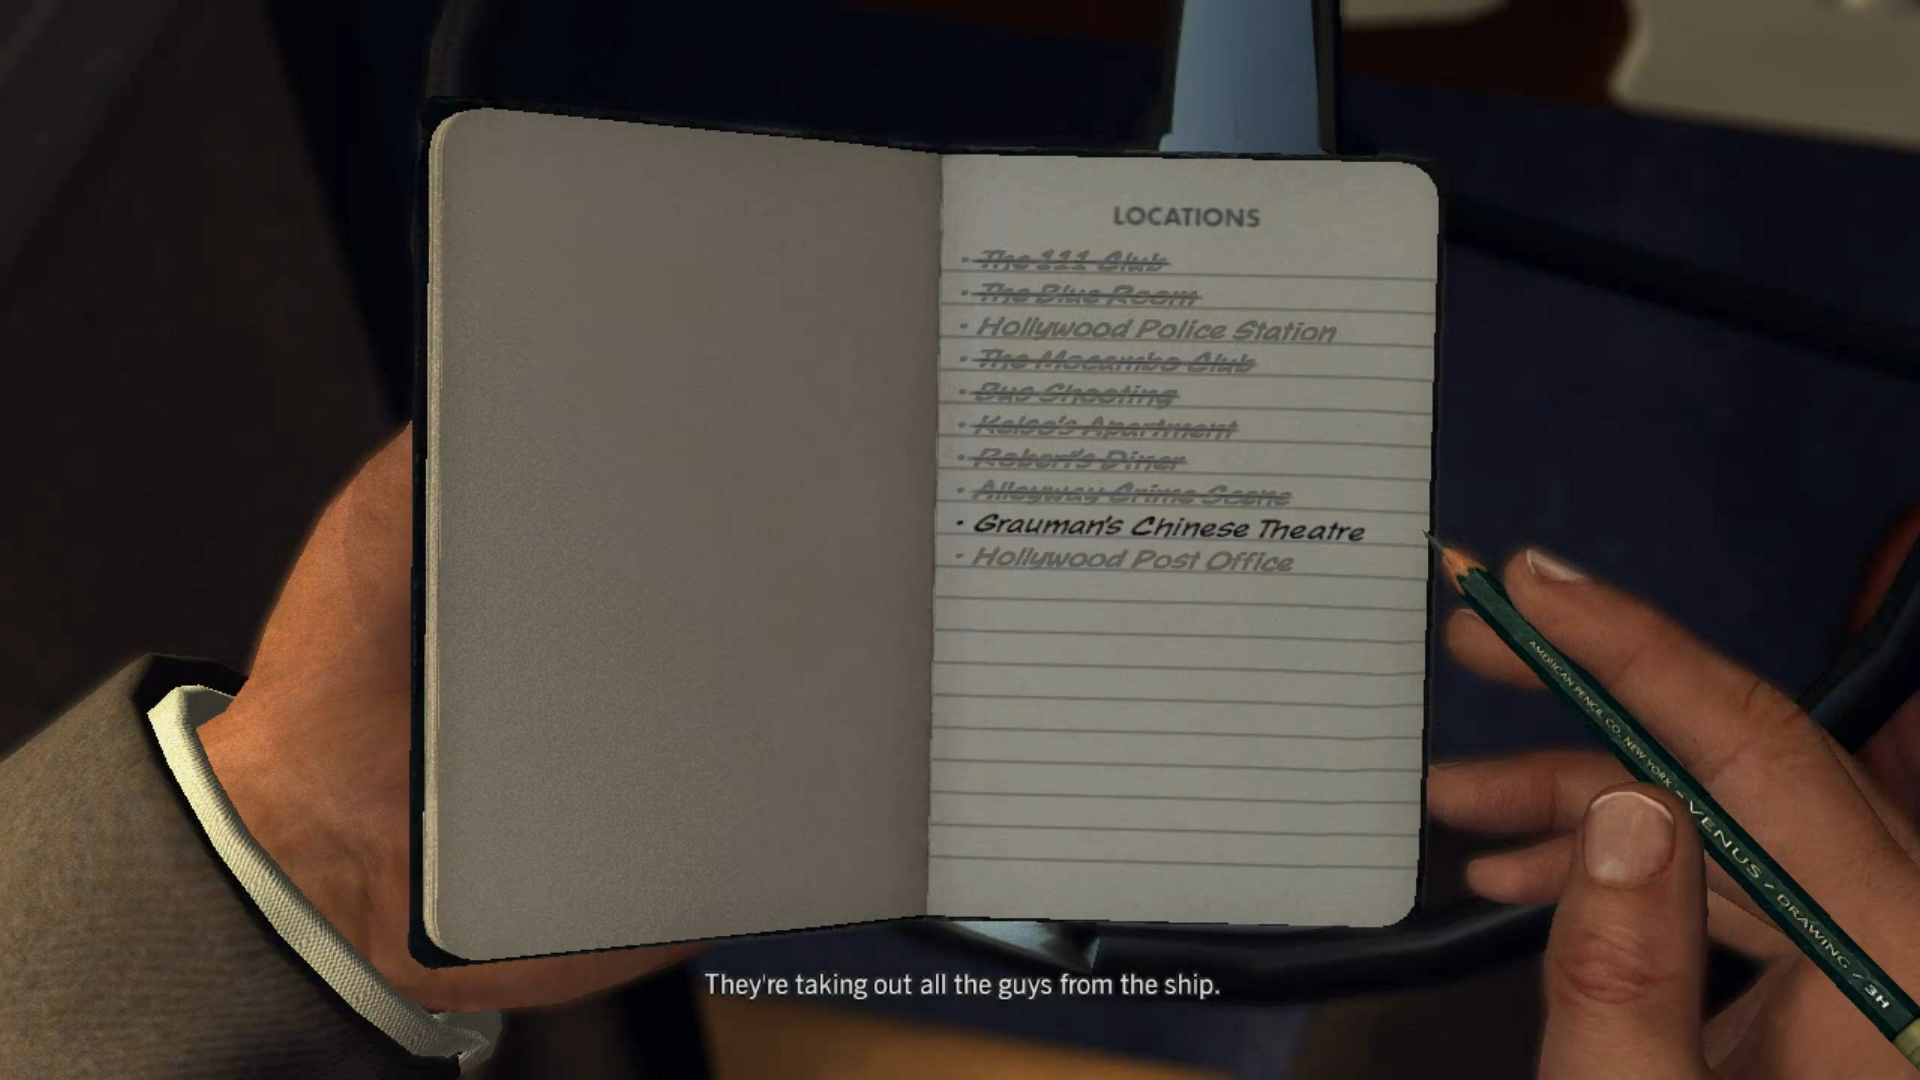 LOCATIONS
· The 111 Club
· The Blue Room
· Hollywood Police Station
· The Mocambo Club
· Bus Shooting
· Kelso's Apartment
· Robert's Diner
· Alleyway Crime Scene
· Grauman's Chinese Theatre
· Hollywood Post Office
AMERICAN PENCIL CO. NEW YORK - VENUS / DRAWING / 3H
They're taking out all the guys from the ship.